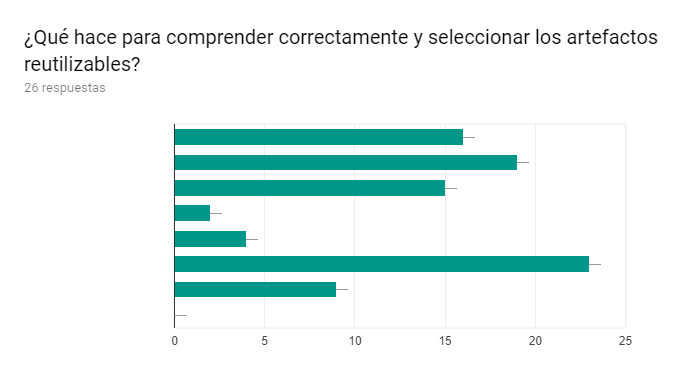 ¿Qué hace para comprender correctamente y seleccionar los artefactos
reutilizables?
26 respuestas
0 5 10 15 20 25